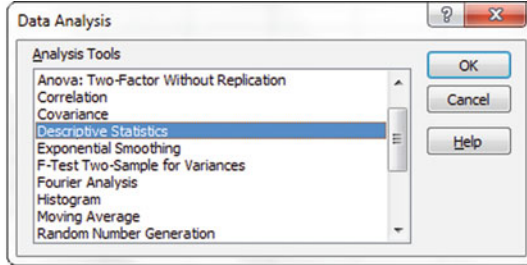 Data Analysis
Analysis Tools
Anova: Two-Factor Without Replication
Correlation
Covariance
Descriptive Statistics
Exponential Smoothing
F-Test Two-Sample for Variances
Fourier Analysis
Histogram
Moving Average
Random Number Generation
OK
Cancel
Help